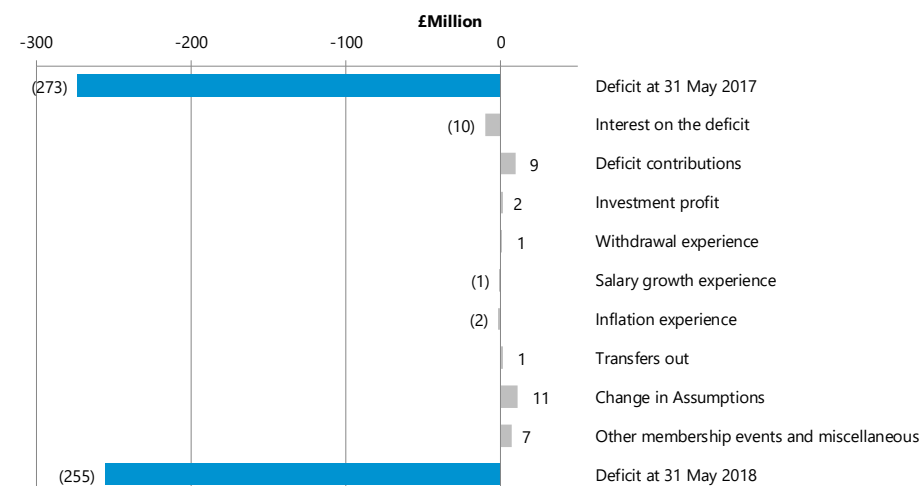 £Million
-300 -200 -100 0
(273) Deficit at 31 May 2017
(10) Interest on the deficit
9 Deficit contributions
2 Investment profit
1 Withdrawal experience
(1) Salary growth experience
(2) Inflation experience
1 Transfers out
11 Change in Assumptions
7 Other membership events and miscellaneous
(255) Deficit at 31 May 2018